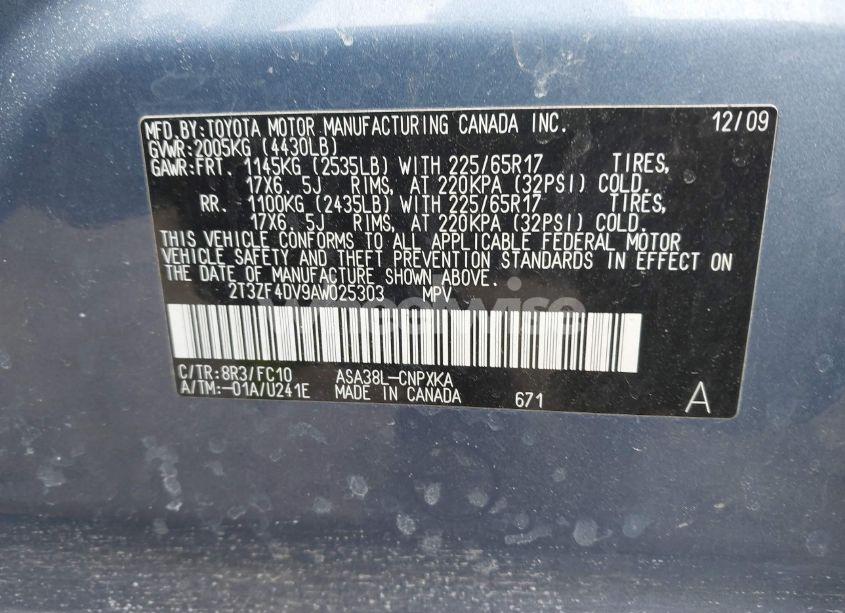 MFD.BY:TOYOTA MOTOR MANUFACTURING CANADA INC. 12/09
GVWR:2005KG (4430LB)
GAWR:FRT. 1145KG (2535LB) WITH 225/65R17 TIRES,
17X6.5J RIMS, AT 220KPA (32PSI) COLD.
RR. 1100KG (2435LB) WITH 225/65R17 TIRES,
17X6.5J RIMS, AT 220KPA (32PSI) COLD.
THIS VEHICLE CONFORMS TO ALL APPLICABLE FEDERAL MOTOR
VEHICLE SAFETY AND THEFT PREVENTION STANDARDS IN EFFECT ON
THE DATE OF MANUFACTURE SHOWN ABOVE.
2T3ZF4DV9AW025303 MPV
C/TR:8R3/FC10 ASA38L-CNPXKA
A/TM:-01A/U241E MADE IN CANADA 671 A